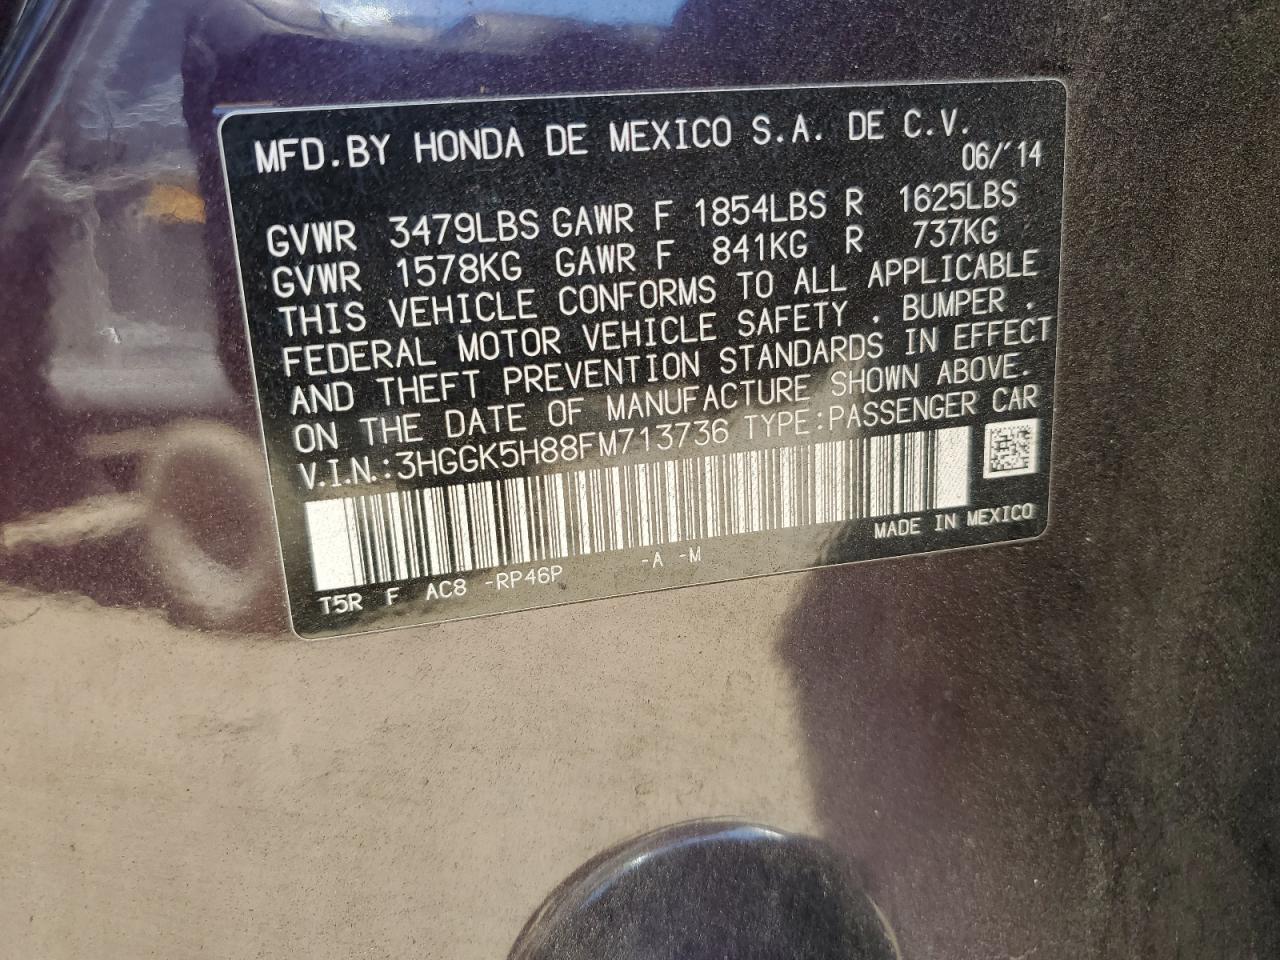 MFD.BY HONDA DE MEXICO S.A. DE C.V.
06/'14
GVWR 3479LBS GAWR F 1854LBS R 1625LBS
GVWR 1578KG GAWR F 841KG R 737KG
THIS VEHICLE CONFORMS TO ALL APPLICABLE
FEDERAL MOTOR VEHICLE SAFETY , BUMPER ,
AND THEFT PREVENTION STANDARDS IN EFFECT
ON THE DATE OF MANUFACTURE SHOWN ABOVE.
V.I.N.:3HGGK5H88FM713736 TYPE:PASSENGER CAR
MADE IN MEXICO
T5R F AC8 -RP46P -A -M